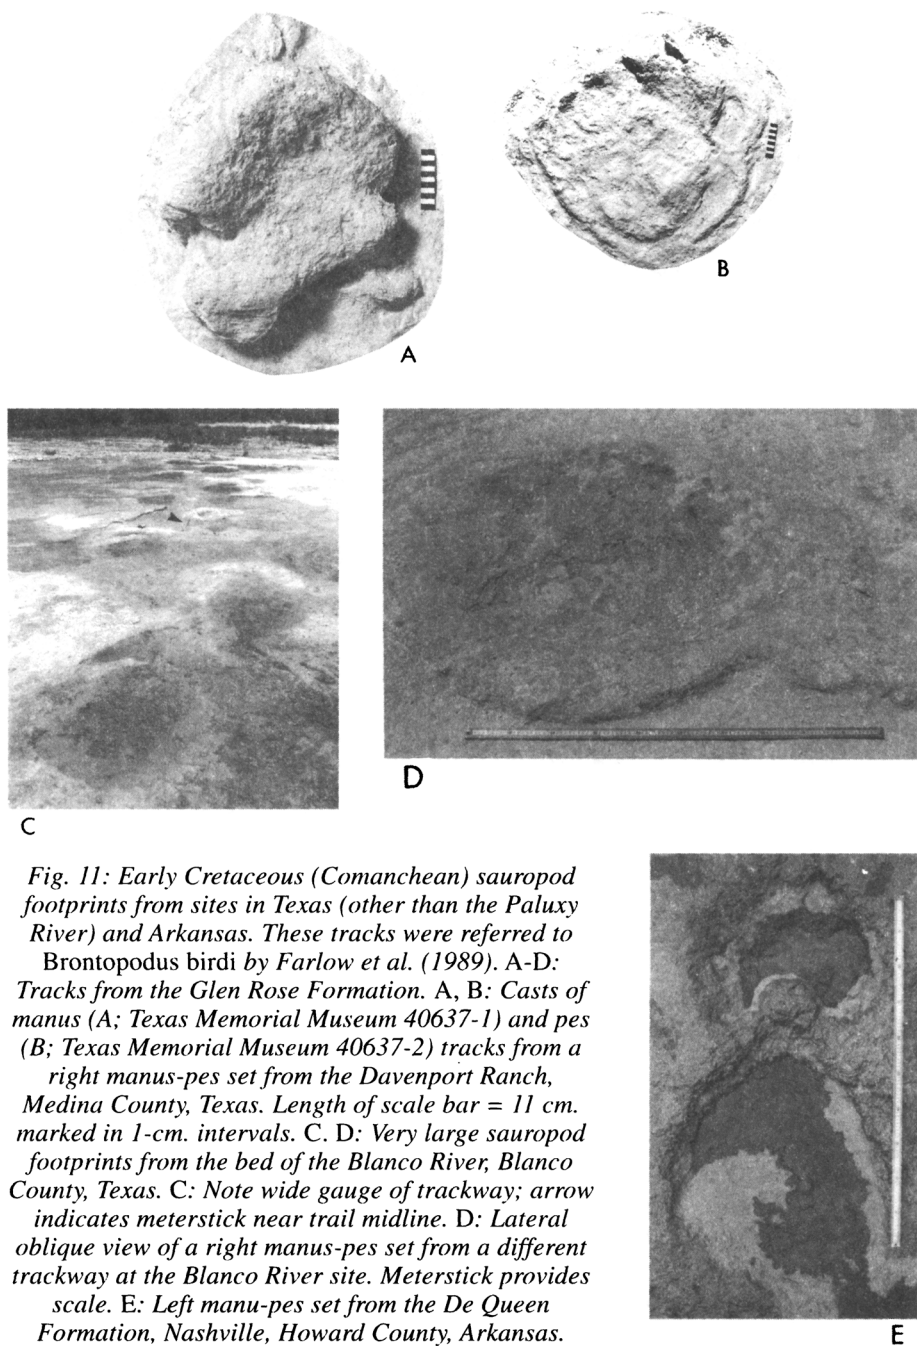 A
B
C
D
Fig. 11: Early Cretaceous (Comanchean) sauropod
footprints from sites in Texas (other than the Paluxy
River) and Arkansas. These tracks were referred to
Brontopodus birdi by Farlow et al. (1989). A-D:
Tracks from the Glen Rose Formation. A, B: Casts of
manus (A; Texas Memorial Museum 40637-1) and pes
(B; Texas Memorial Museum 40637-2) tracks from a
right manus-pes set from the Davenport Ranch,
Medina County, Texas. Length of scale bar = 11 cm.
marked in 1-cm. intervals. C. D: Very large sauropod
footprints from the bed of the Blanco River, Blanco
County, Texas. C: Note wide gauge of trackway; arrow
indicates meterstick near trail midline. D: Lateral
oblique view of a right manus-pes set from a different
trackway at the Blanco River site. Meterstick provides
scale. E: Left manu-pes set from the De Queen
Formation, Nashville, Howard County, Arkansas.
E